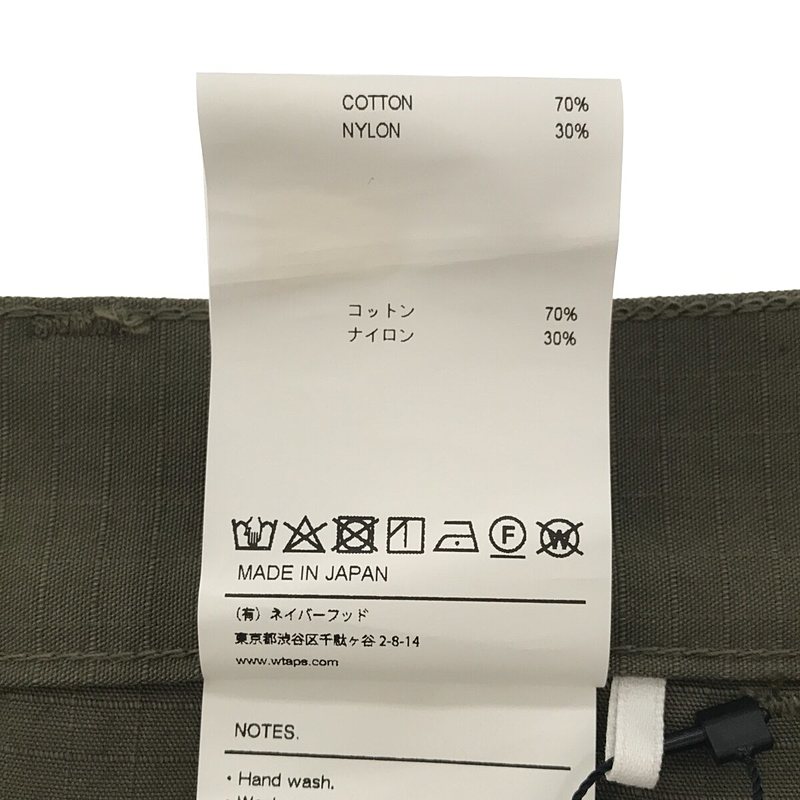 COTTON 70%
NYLON 30%
コットン 70%
ナイロン 30%
F W
MADE IN JAPAN
(有) ネイバーフッド
東京都渋谷区千駄ヶ谷 2-8-14
www.wtaps.com
NOTES.
・Hand wash.